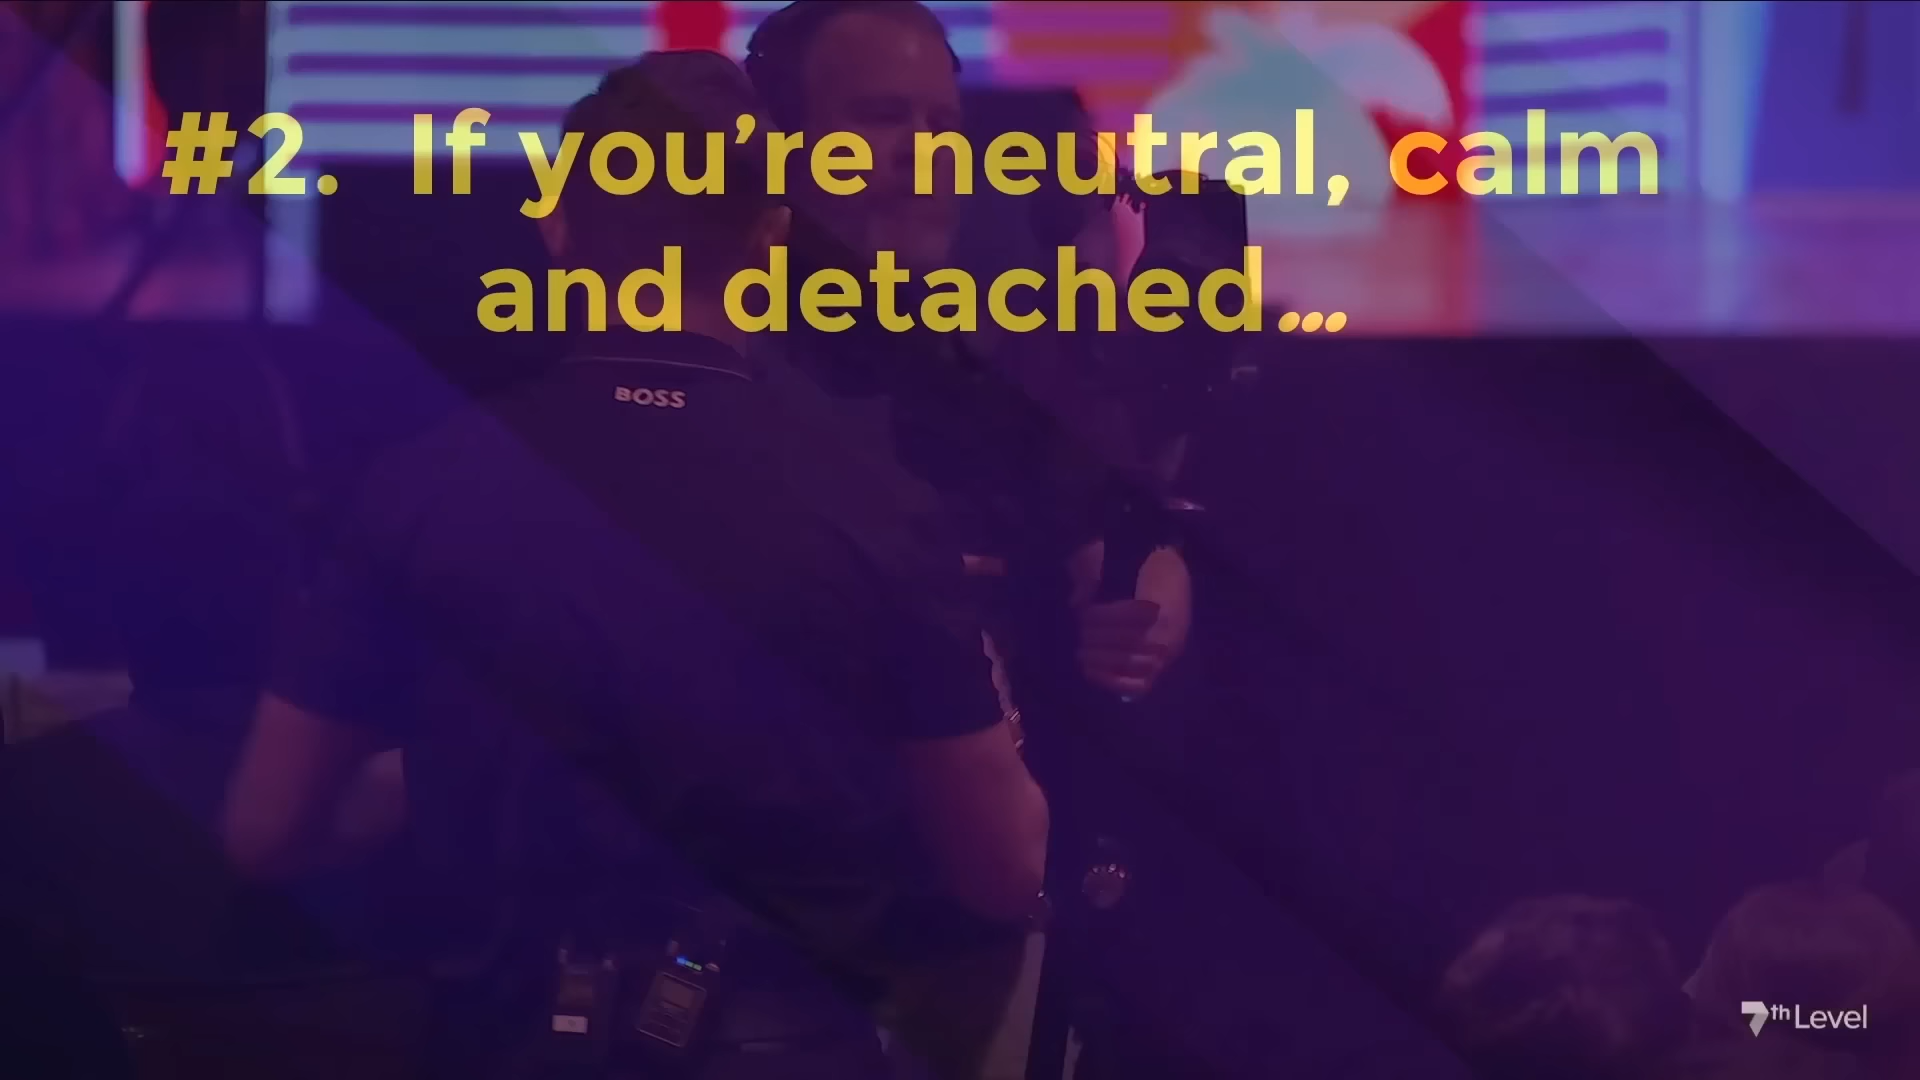 #2. If you’re neutral, calm
and detached...
BOSS
7th Level